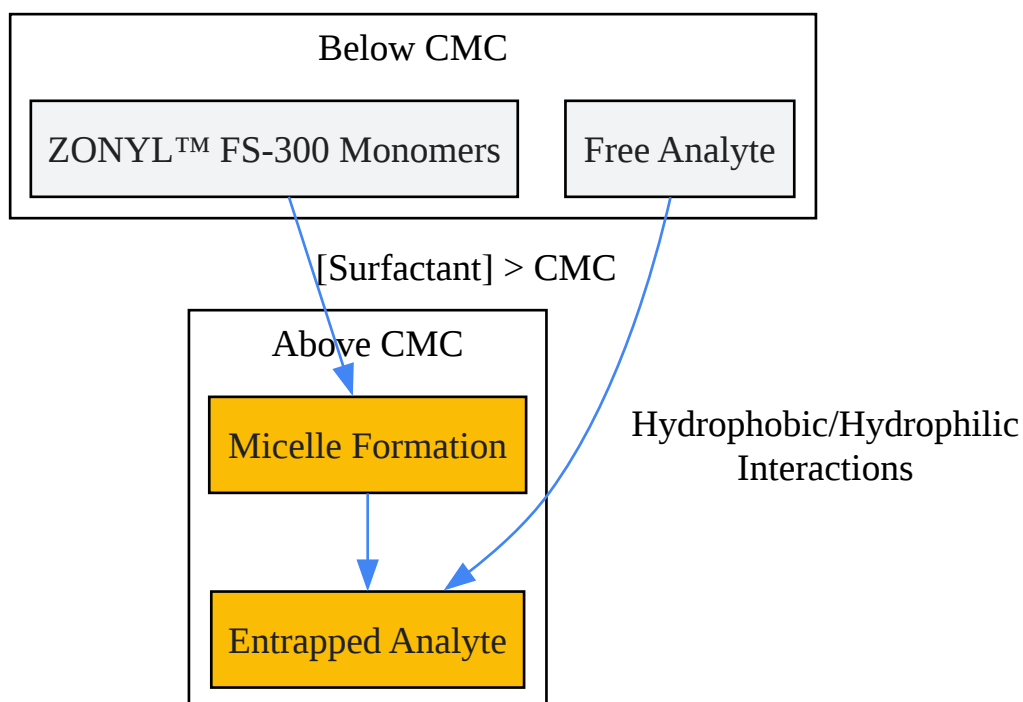 Below CMC
ZONYL™ FS-300 Monomers
Free Analyte
[Surfactant] > CMC
Above CMC
Micelle Formation
Hydrophobic/Hydrophilic
Interactions
Entrapped Analyte